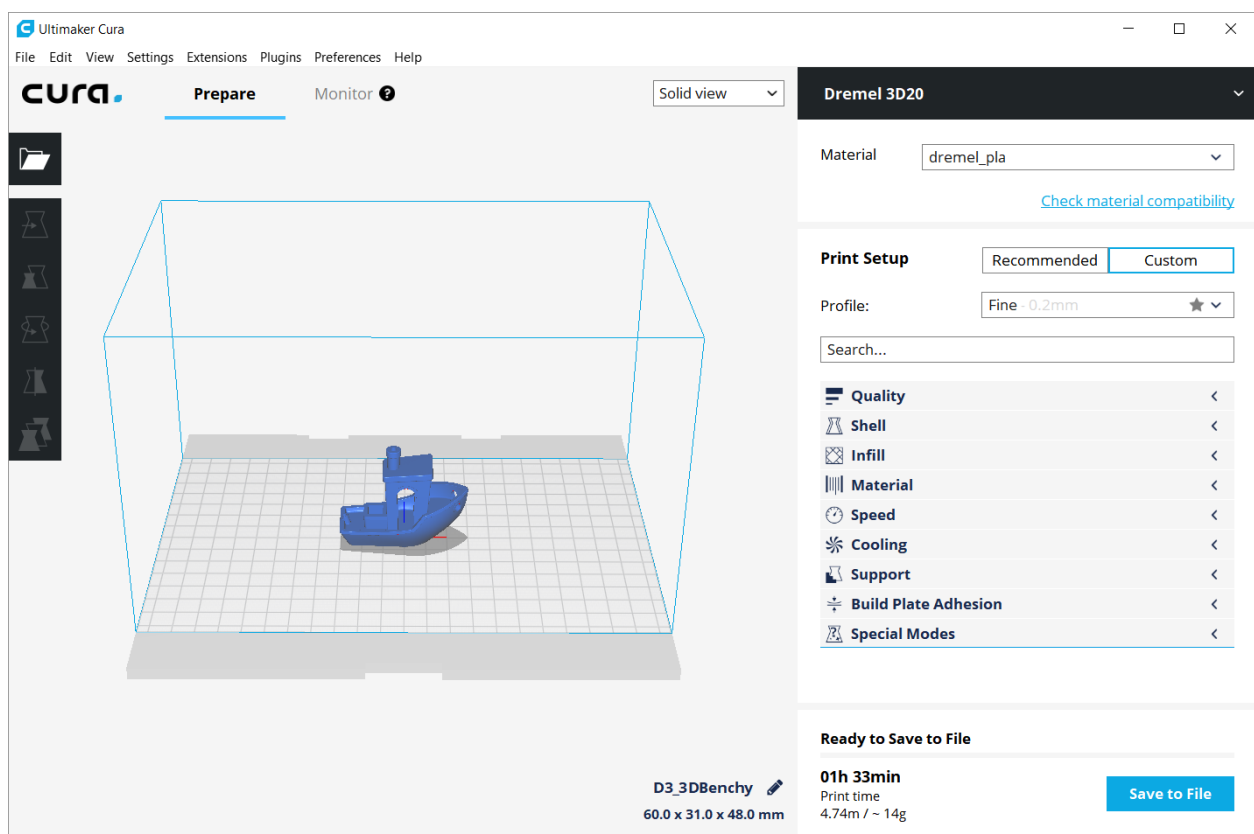 Ultimaker Cura
File Edit View Settings Extensions Plugins Preferences Help
cura.
Prepare
Monitor ?
Solid view
Dremel 3D20
Material
dremel_pla
Check material compatibility
Print Setup
Recommended
Custom
Profile:
Fine - 0.2mm
Search...
Quality
Shell
Infill
Material
Speed
Cooling
Support
Build Plate Adhesion
Special Modes
D3_3DBenchy
60.0 x 31.0 x 48.0 mm
Ready to Save to File
01h 33min
Print time
4.74m / ~ 14g
Save to File